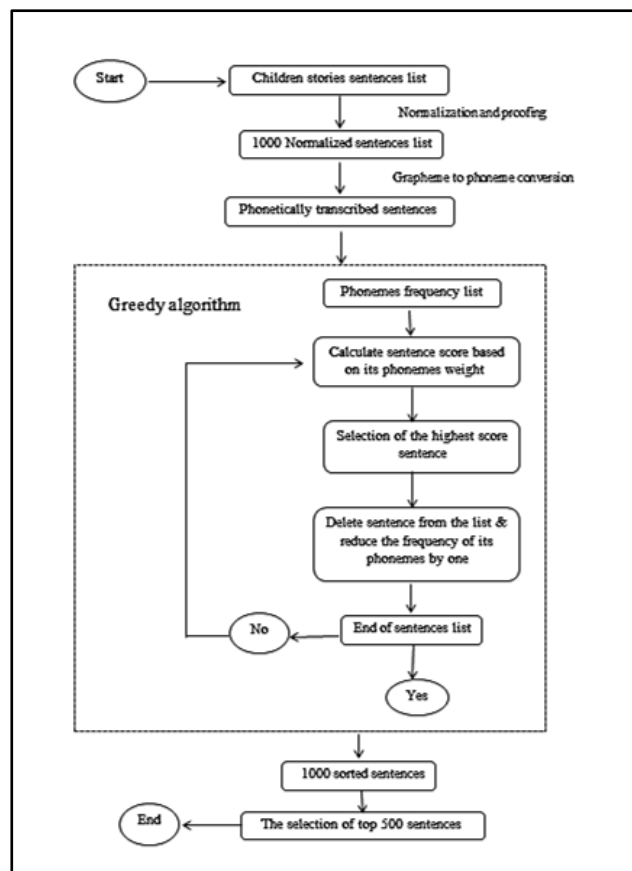 Start
Children stories sentences list
Normalization and proofing
1000 Normalized sentences list
Grapheme to phoneme conversion
Phonetically transcribed sentences
Greedy algorithm
Phonemes frequency list
Calculate sentence score based
on its phonemes weight
Selection of the highest score
sentence
Delete sentence from the list &
reduce the frequency of its
phonemes by one
No
End of sentences list
Yes
1000 sorted sentences
End
The selection of top 500 sentences